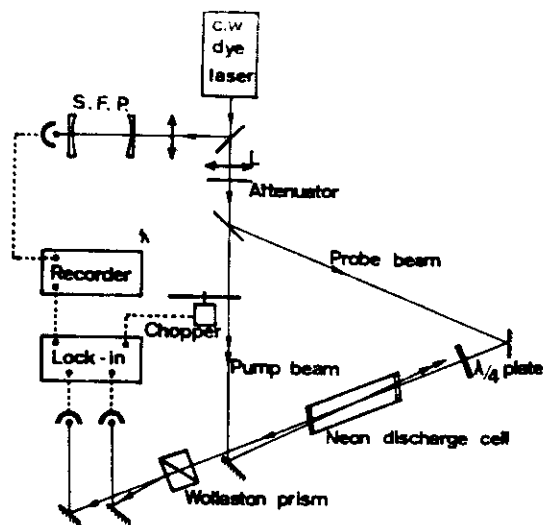 c.w
dye
laser
S.F.P.
L
Attenuator
Probe beam
Recorder
Chopper
Lock-in
Pump beam
λ/4 plate
Neon discharge cell
Wollaston prism